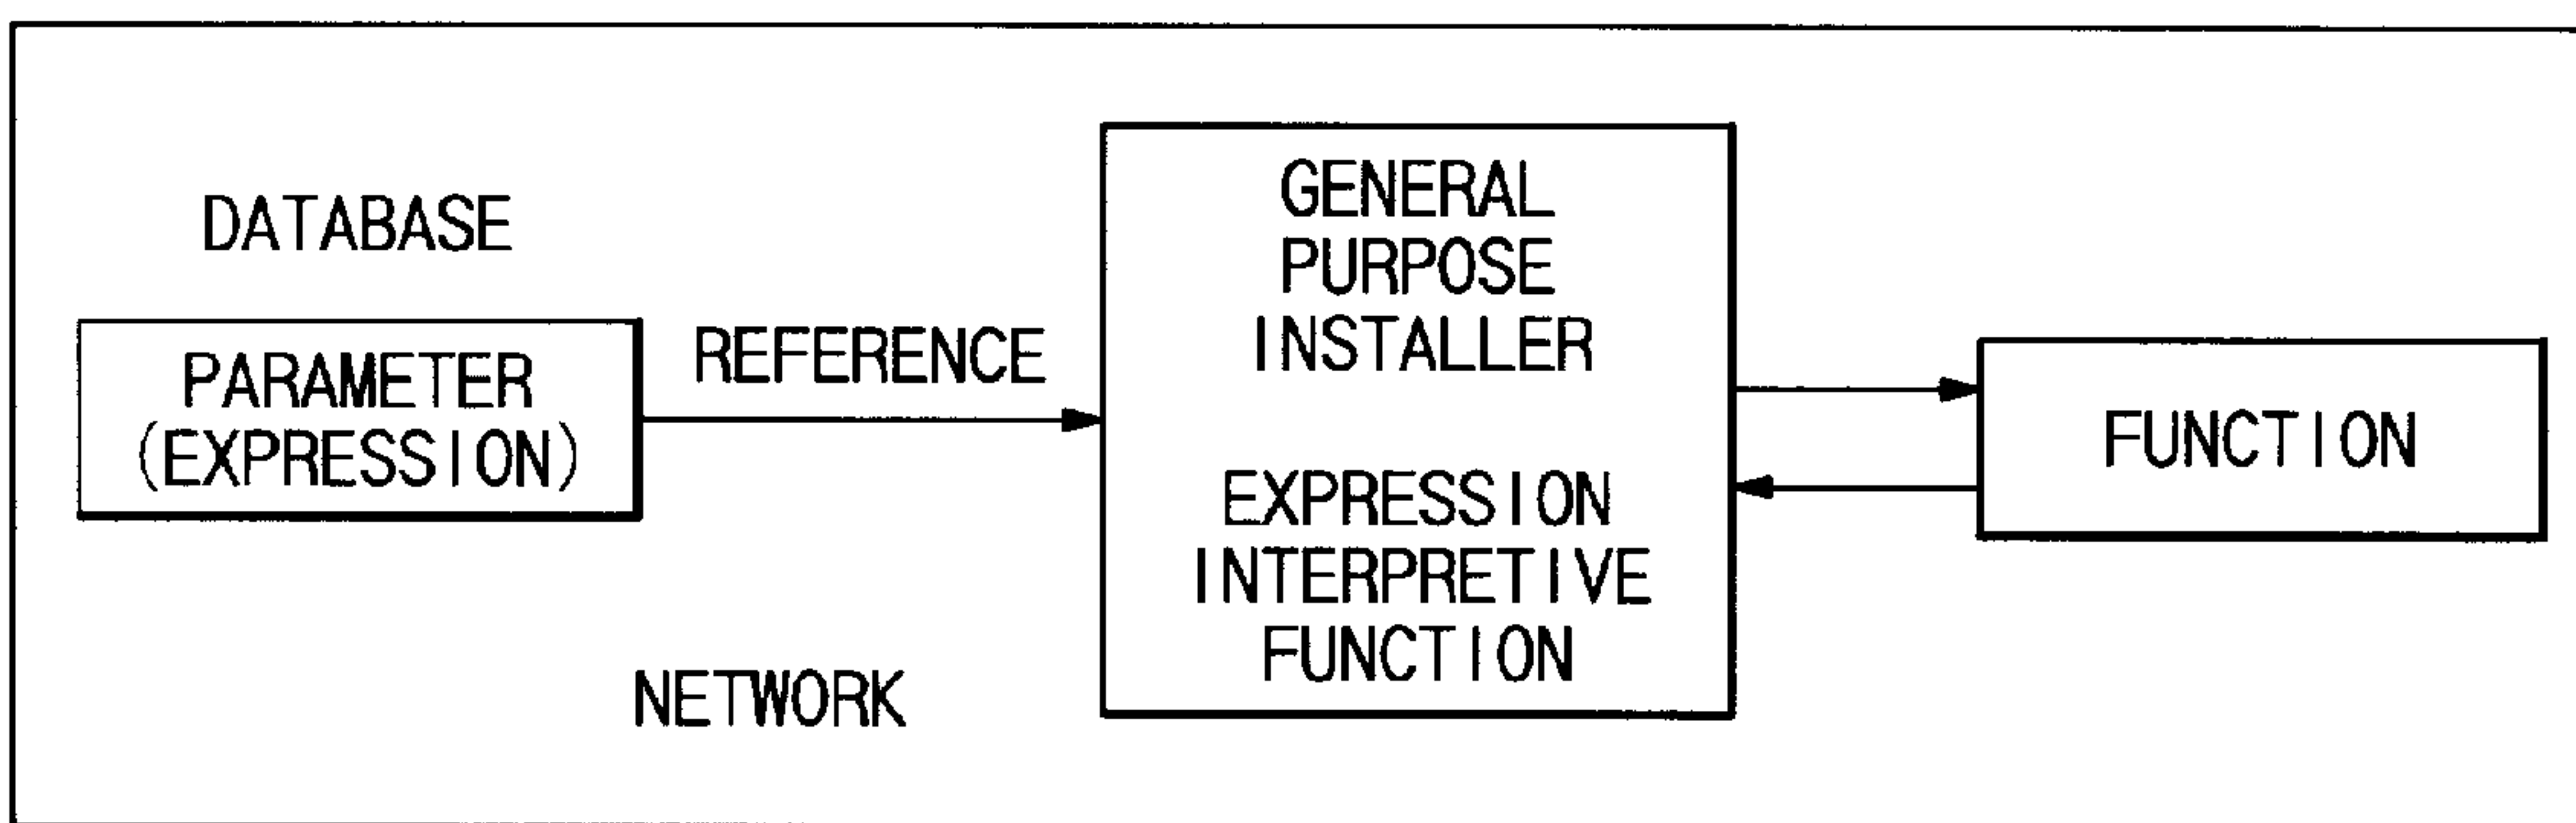 DATABASE
PARAMETER
(EXPRESSION)
REFERENCE
NETWORK
GENERAL
PURPOSE
INSTALLER
EXPRESSION
INTERPRETIVE
FUNCTION
FUNCTION